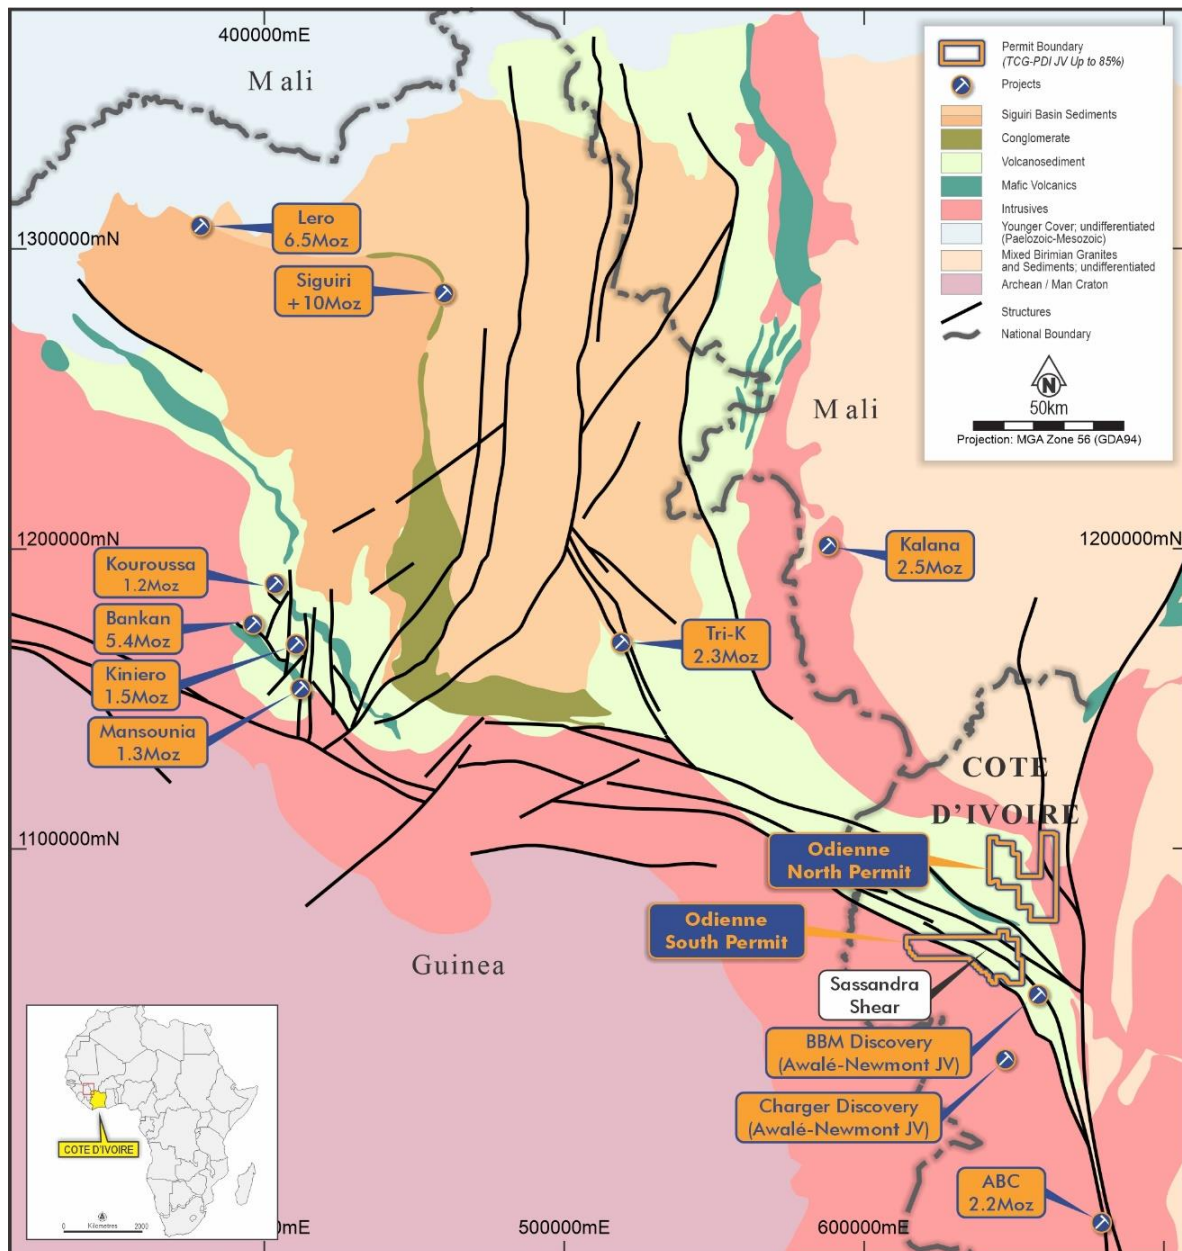 400000mE
Mali
Permit Boundary
(TCG-PDI JV Up to 85%)
Projects
Siguiri Basin Sediments
Conglomerate
Volcanosediment
Mafic Volcanics
Intrusives
Younger Cover; undifferentiated
(Paelozoic-Mesozoic)
Mixed Birimian Granites
and Sediments; undifferentiated
Archean / Man Craton
Structures
National Boundary
N
50km
Projection: MGA Zone 56 (GDA94)
1300000mN
Lero
6.5Moz
Siguiri
+10Moz
Mali
1200000mN
1200000mN
Kalana
2.5Moz
Kouroussa
1.2Moz
Bankan
5.4Moz
Kiniero
1.5Moz
Mansounia
1.3Moz
Tri-K
2.3Moz
COTE
D'IVOIRE
1100000mN
Odienne
North Permit
Odienne
South Permit
Guinea
Sassandra
Shear
BBM Discovery
(Awalé-Newmont JV)
Charger Discovery
(Awalé-Newmont JV)
ABC
2.2Moz
COTE D'IVOIRE
0 Kilometres 2000
0mE
500000mE
600000mE